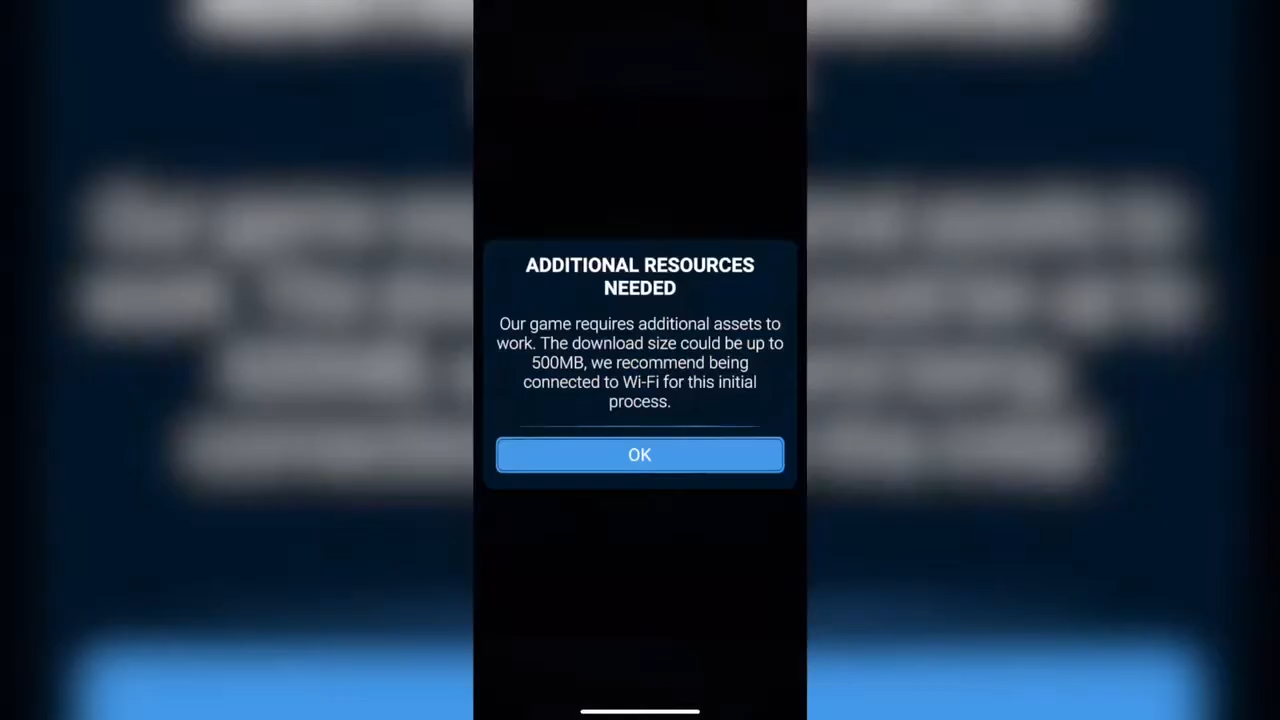 ADDITIONAL RESOURCES
NEEDED
Our game requires additional assets to
work. The download size could be up to
500MB, we recommend being
connected to Wi-Fi for this initial
process.
OK